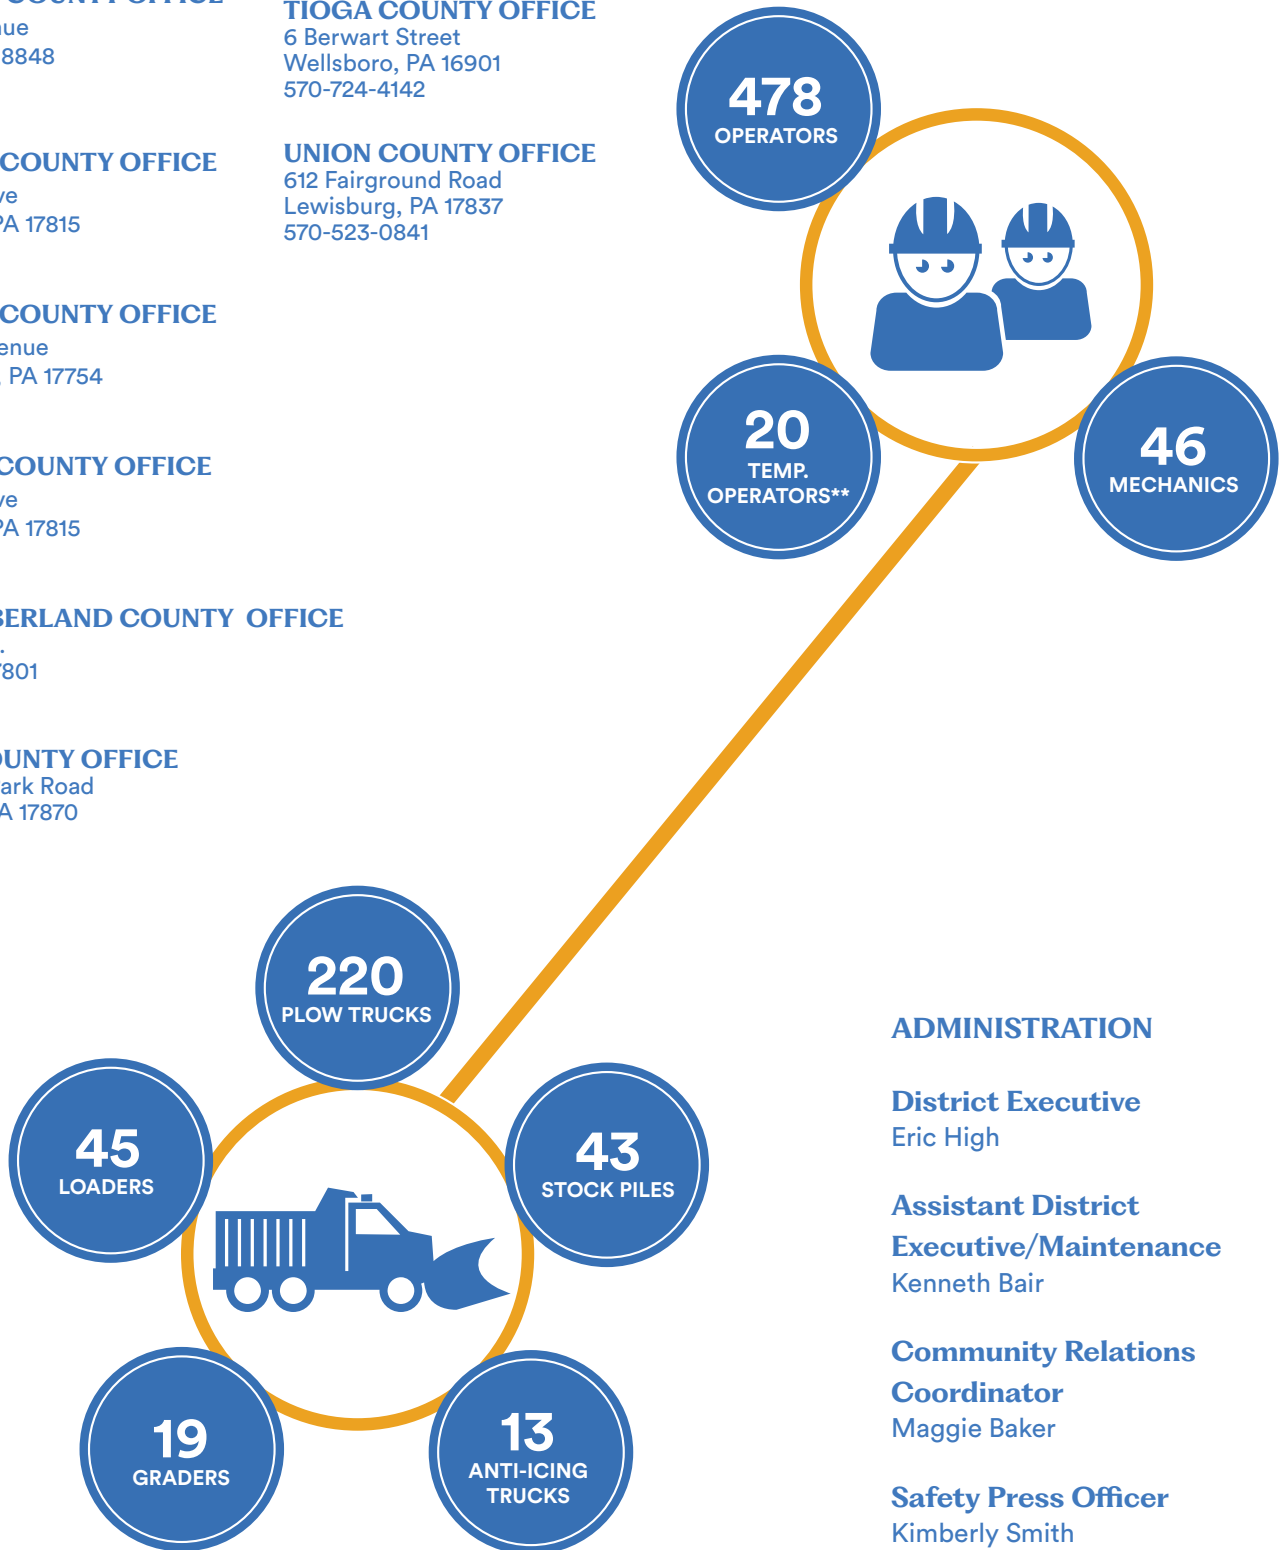 COUNTY OFFICE
8848
COUNTY OFFICE
PA 17815
COUNTY OFFICE
PA 17754
COUNTY OFFICE
PA 17815
COUNTY OFFICE
OFFICE
ark Road
17870
TIOGA COUNTY OFFICE
6 Berwart Street
Wellsboro, PA 16901
570-724-4142
UNION COUNTY OFFICE
612 Fairground Road
Lewisburg, PA 17837
570-523-0841
478
OPERATORS
20
TEMP.
OPERATORS**
46
MECHANICS
220
PLOW TRUCKS
45
LOADERS
43
STOCK PILES
19
GRADERS
13
ANTI-ICING
TRUCKS
ADMINISTRATION
District Executive
Eric High
Assistant District
Executive/Maintenance
Kenneth Bair
Community Relations
Coordinator
Maggie Baker
Safety Press Officer
Kimberly Smith